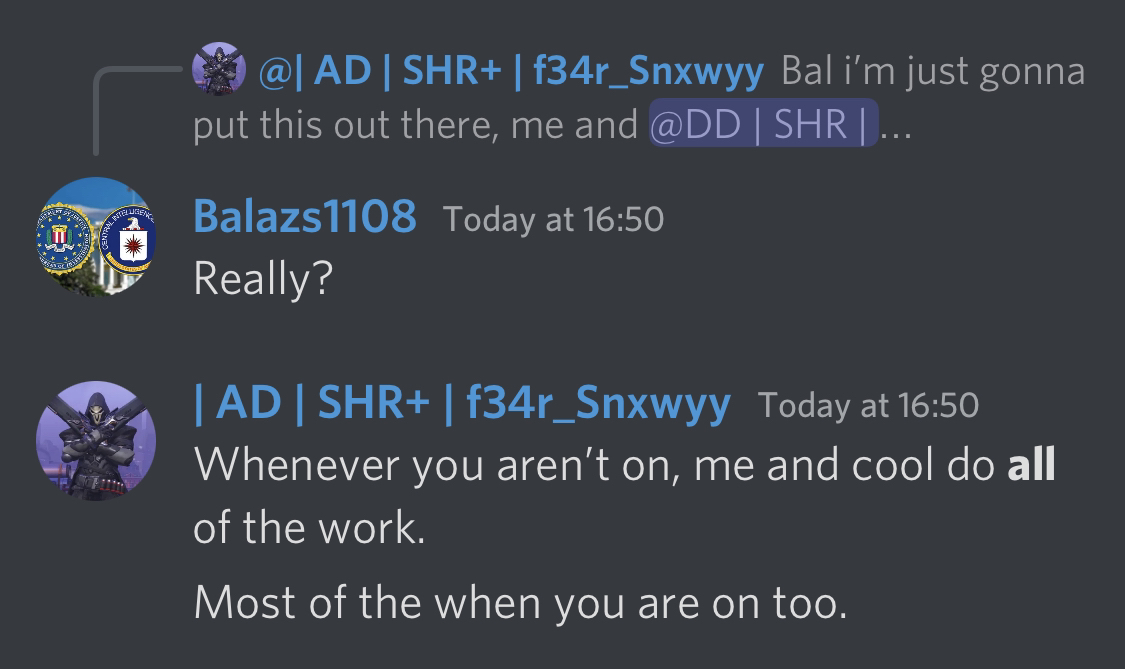 @| AD | SHR+ | f34r_Snxwyy Bal i’m just gonna
put this out there, me and @DD | SHR | ...
Balazs1108 Today at 16:50
Really?
| AD | SHR+ | f34r_Snxwyy Today at 16:50
Whenever you aren’t on, me and cool do all
of the work.
Most of the when you are on too.